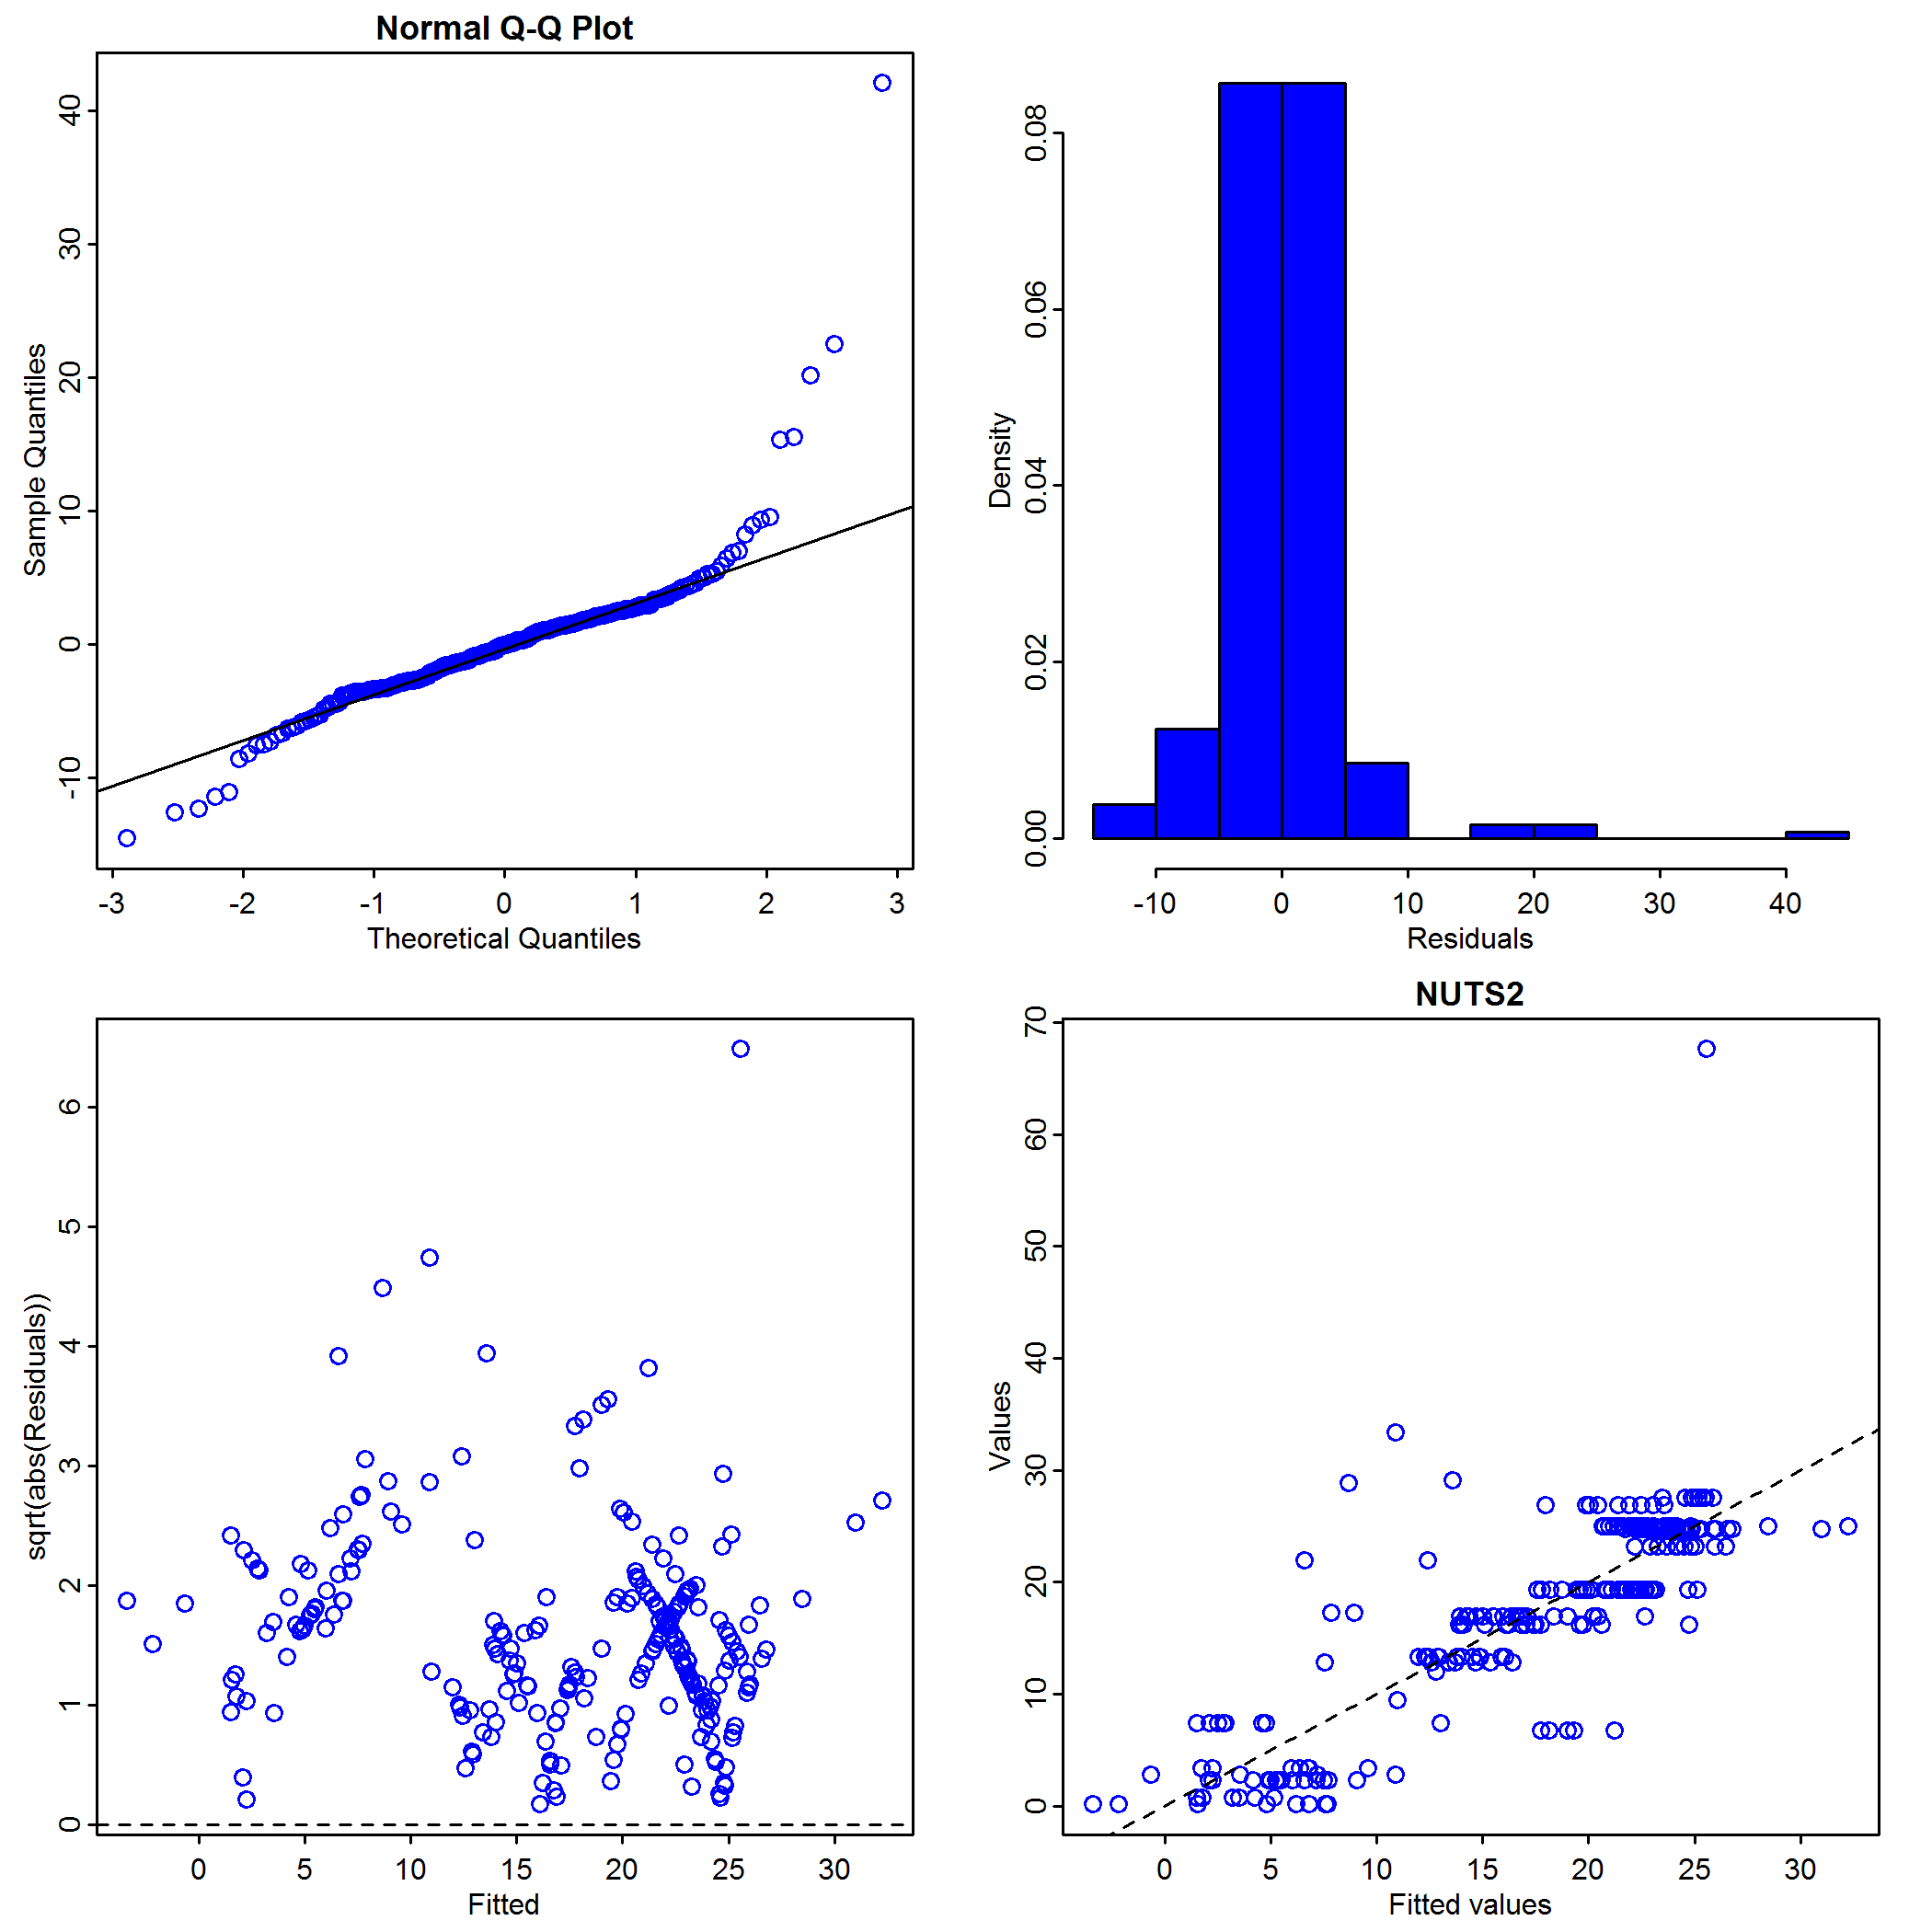 Normal Q-Q Plot
Sample Quantiles
-10 0 10 20 30 40
-3 -2 -1 0 1 2 3
Theoretical Quantiles
Density
0.00 0.02 0.04 0.06 0.08
-10 0 10 20 30 40
Residuals
sqrt(abs(Residuals))
0 1 2 3 4 5 6
0 5 10 15 20 25 30
Fitted
NUTS2
Values
0 10 20 30 40 50 60 70
0 5 10 15 20 25 30
Fitted values